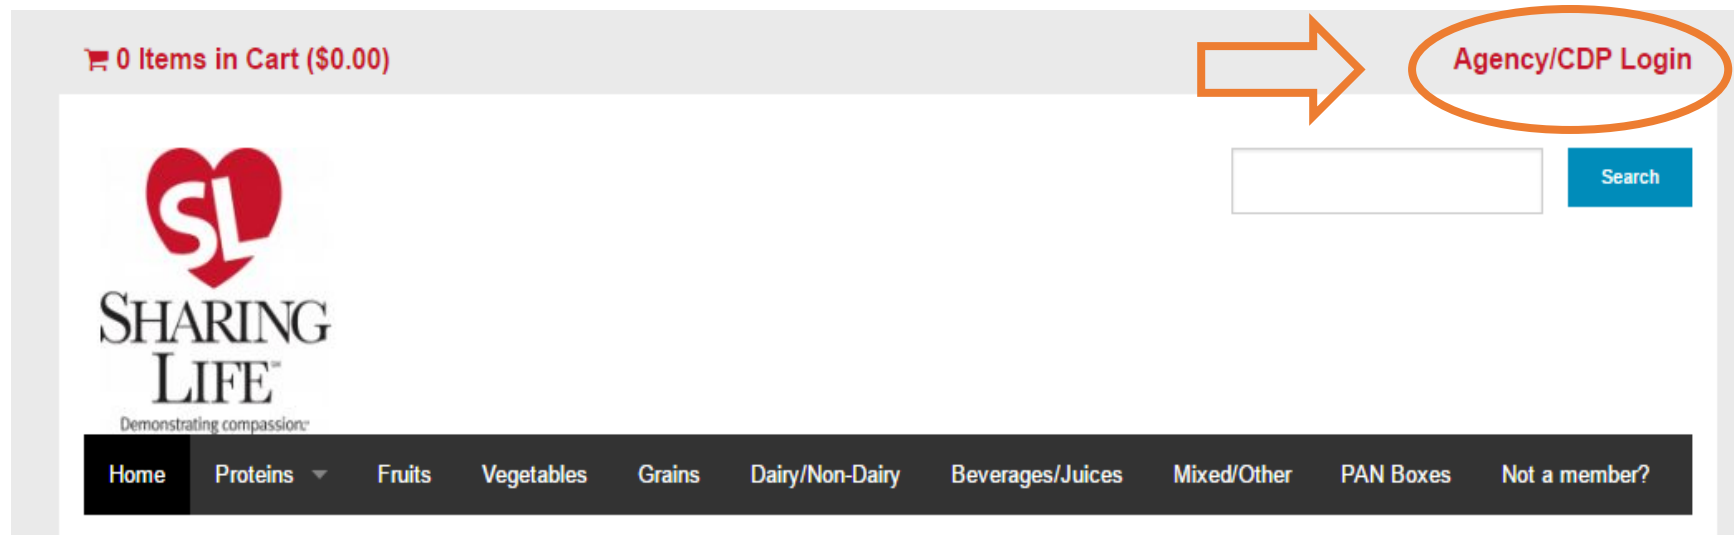 0 Items in Cart ($0.00)
Agency/CDP Login
Search
SL
SHARING
LIFE
Demonstrating compassion.
Home Proteins Fruits Vegetables Grains Dairy/Non-Dairy Beverages/Juices Mixed/Other PAN Boxes Not a member?